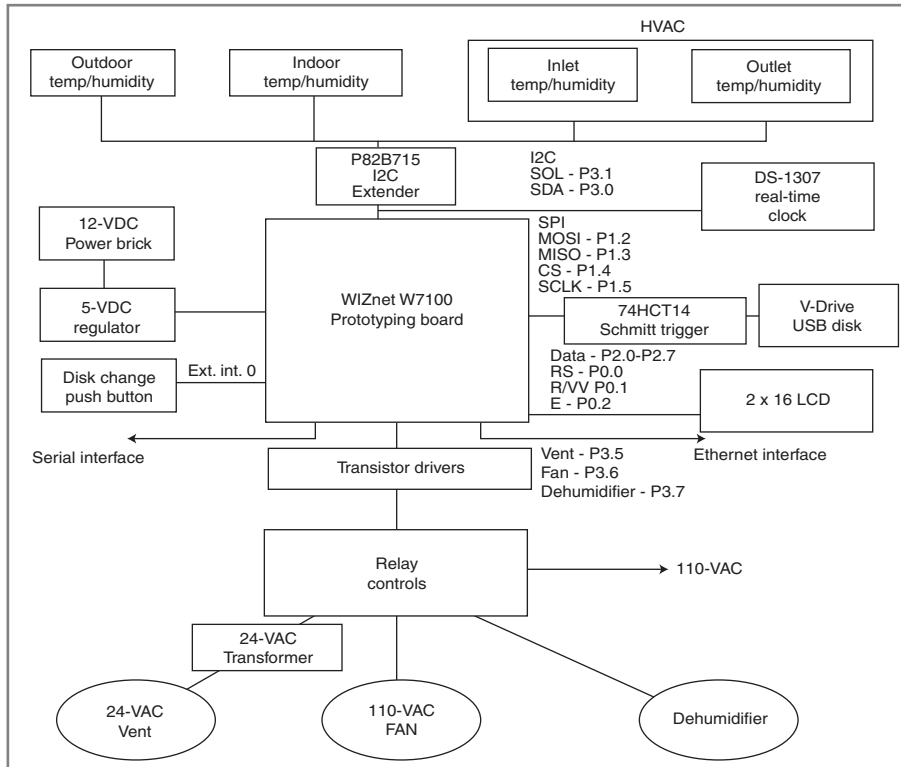 HVAC
Outdoor
temp/humidity
Indoor
temp/humidity
Inlet
temp/humidity
Outlet
temp/humidity
P82B715
I2C
Extender
I2C
SOL - P3.1
SDA - P3.0
DS-1307
real-time
clock
12-VDC
Power brick
SPI
MOSI - P1.2
MISO - P1.3
CS - P1.4
SCLK - P1.5
5-VDC
regulator
WIZnet W7100
Prototyping board
74HCT14
Schmitt trigger
V-Drive
USB disk
Disk change
push button
Ext. int. 0
Data - P2.0-P2.7
RS - P0.0
R/VV P0.1
E - P0.2
2 x 16 LCD
Serial interface
Ethernet interface
Transistor drivers
Vent - P3.5
Fan - P3.6
Dehumidifier - P3.7
Relay
controls
110-VAC
24-VAC
Transformer
24-VAC
Vent
110-VAC
FAN
Dehumidifier